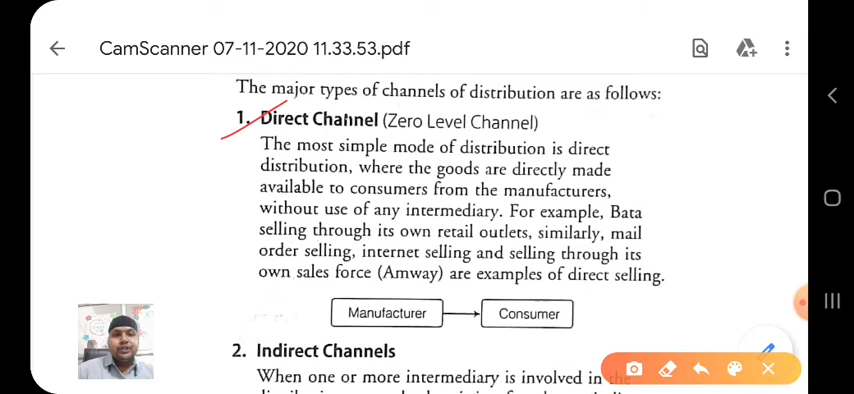 CamScanner 07-11-2020 11.33.53.pdf
The major types of channels of distribution are as follows:
1. Direct Channel (Zero Level Channel)
The most simple mode of distribution is direct
distribution, where the goods are directly made
available to consumers from the manufacturers,
without use of any intermediary. For example, Bata
selling through its own retail outlets, similarly, mail
order selling, internet selling and selling through its
own sales force (Amway) are examples of direct selling.
Manufacturer
Consumer
2. Indirect Channels
When one or more intermediary is involved in the